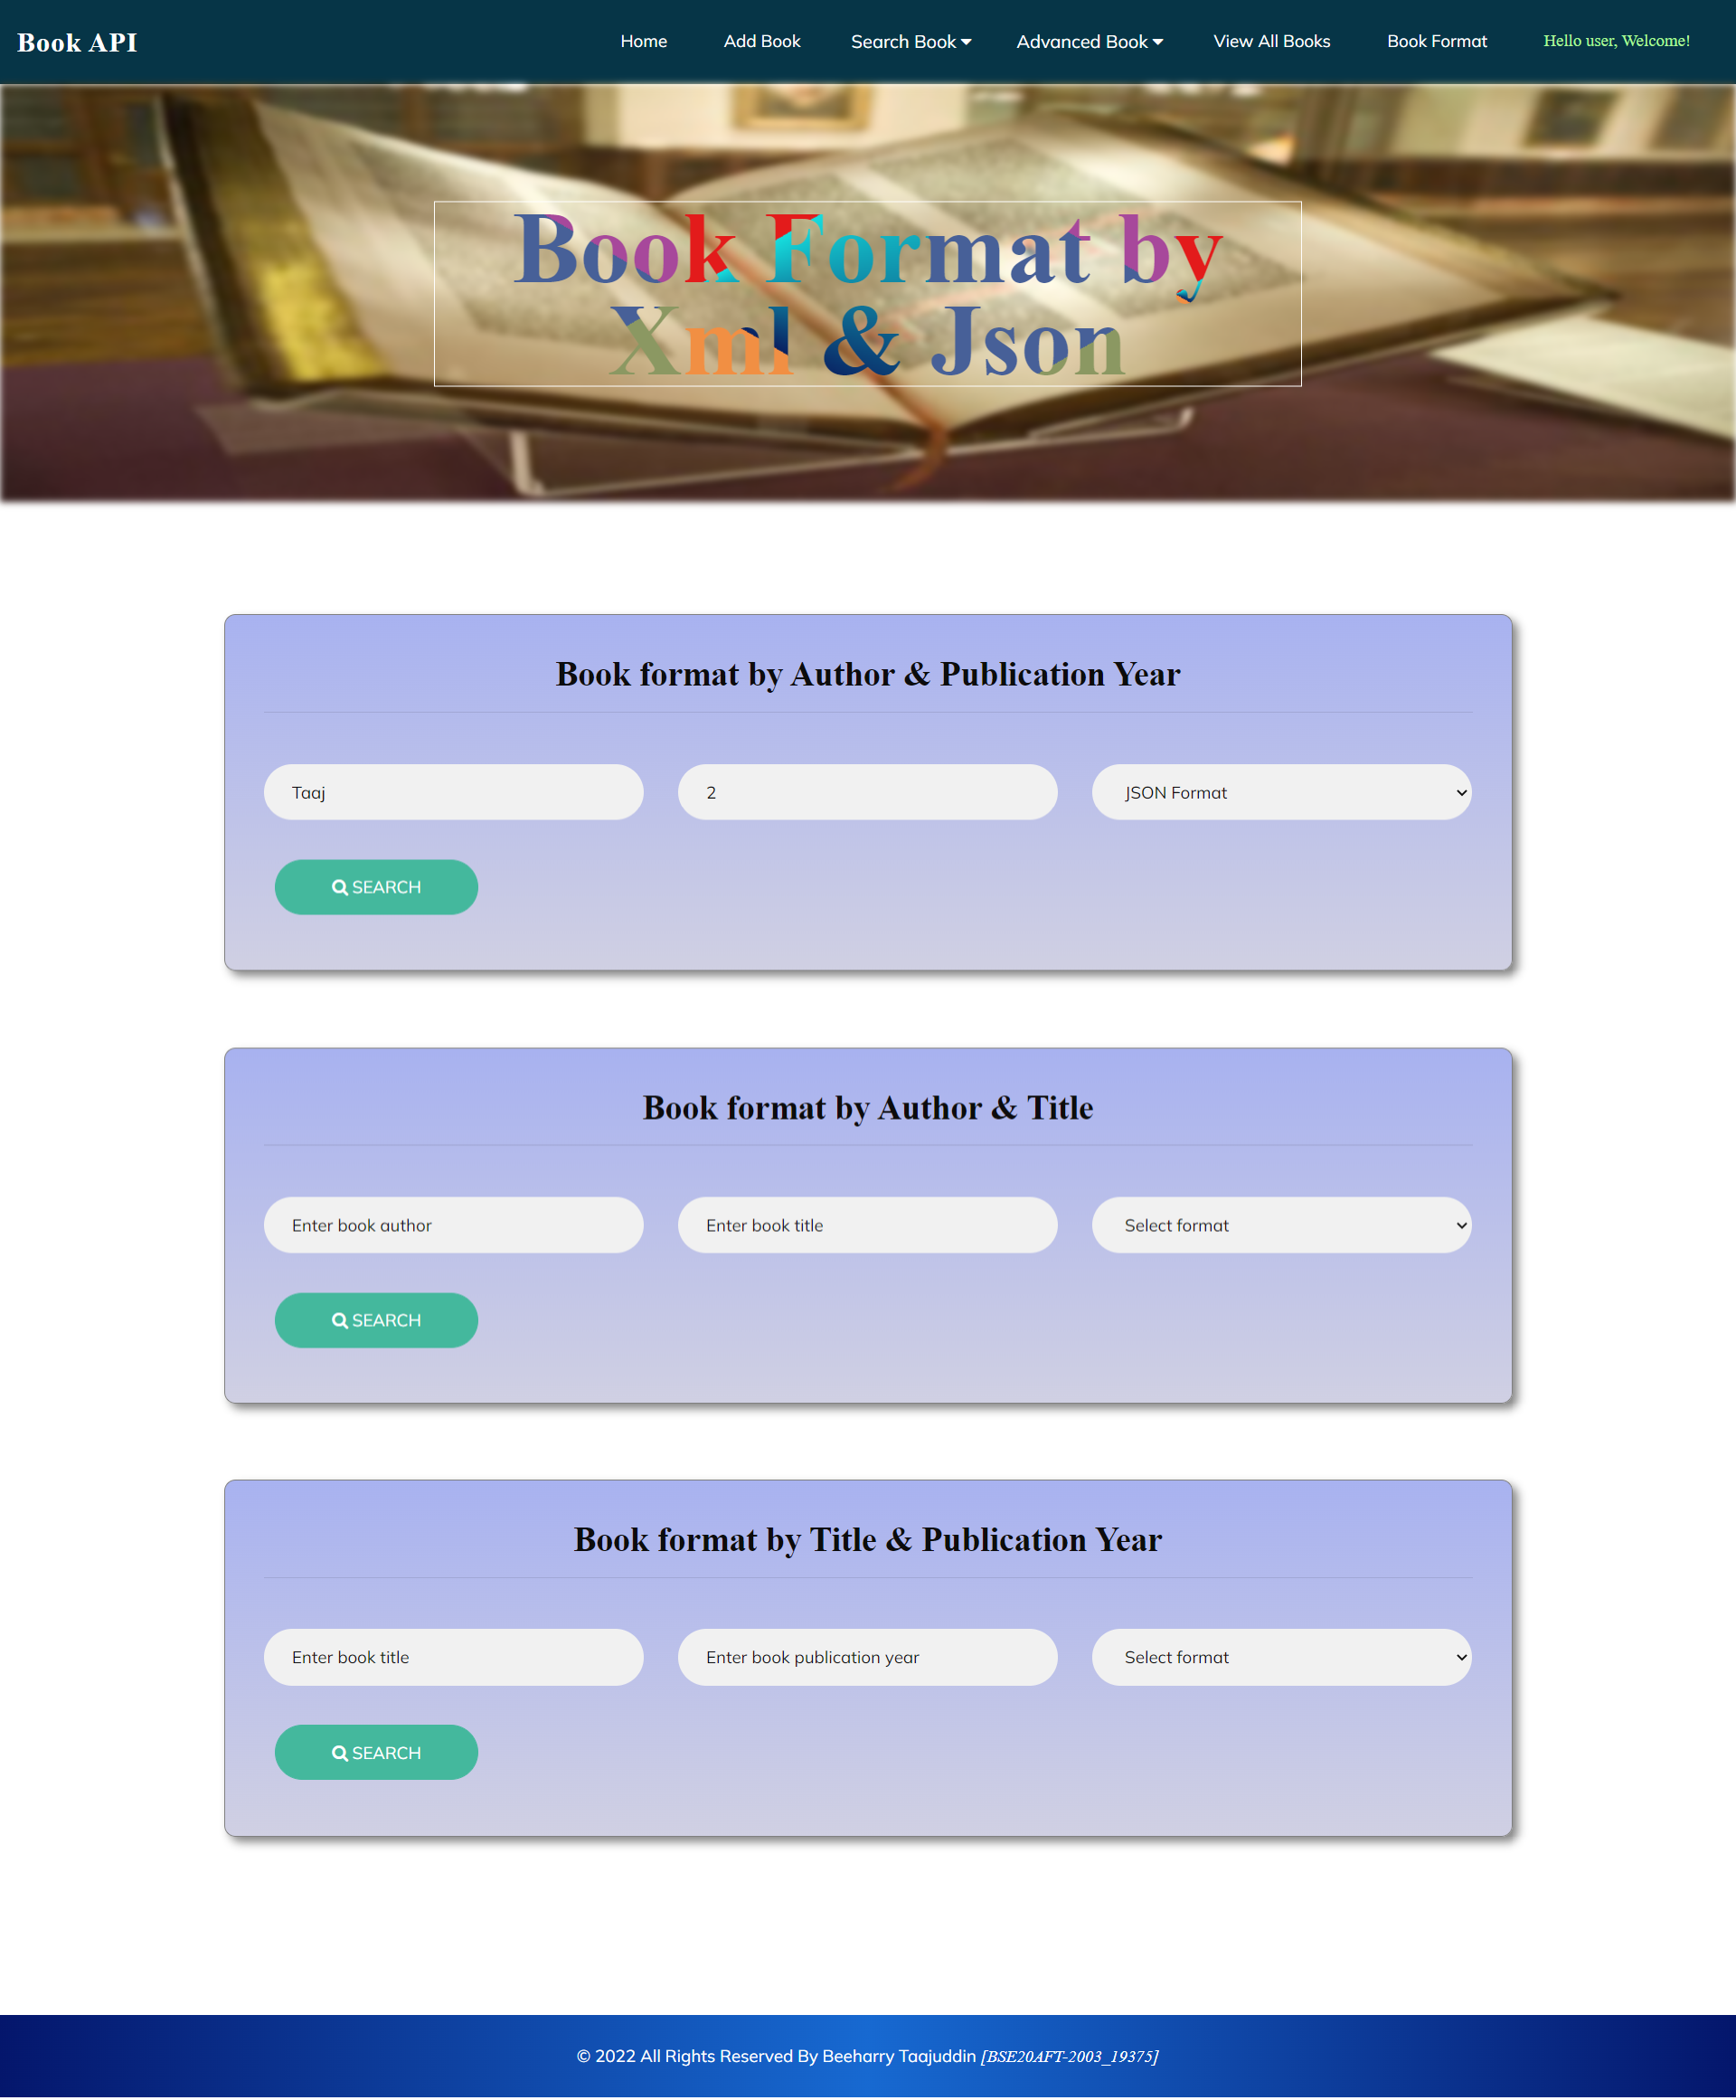 Book API
Home Add Book Search Book Advanced Book View All Books Book Format Hello user, Welcome!
Book Format by
Xml & Json
Book format by Author & Publication Year
Taaj 2 JSON Format
SEARCH
Book format by Author & Title
Enter book author Enter book title Select format
SEARCH
Book format by Title & Publication Year
Enter book title Enter book publication year Select format
SEARCH
© 2022 All Rights Reserved By Beeharry Taajuddin [BSE20AFT-2003_19375]